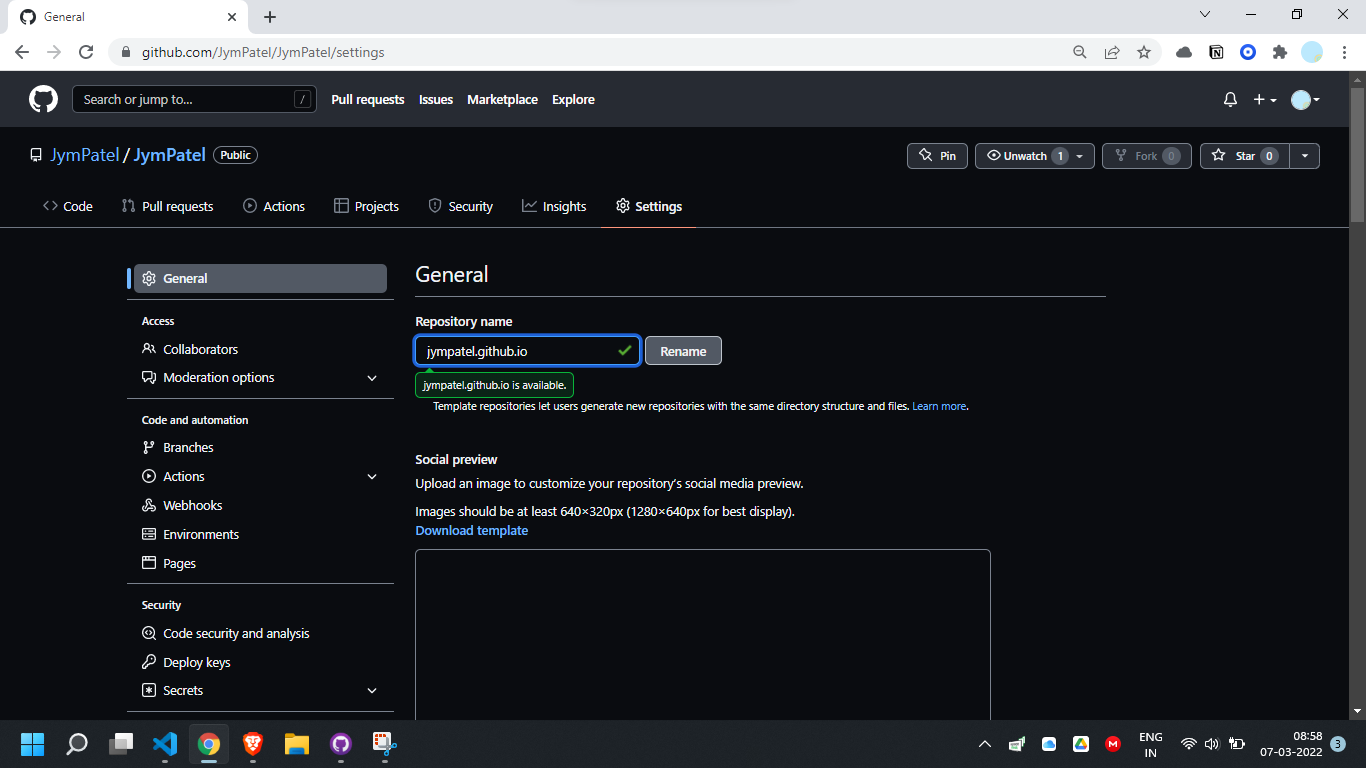 General
github.com/JymPatel/JymPatel/settings
Search or jump to... /
Pull requests Issues Marketplace Explore
JymPatel / JymPatel Public
Pin Unwatch 1 Fork 0 Star 0
Code Pull requests Actions Projects Security Insights Settings
General
Access
Collaborators
Moderation options
Code and automation
Branches
Actions
Webhooks
Environments
Pages
Security
Code security and analysis
Deploy keys
Secrets
General
Repository name
jympatel.github.io Rename
jympatel.github.io is available.
Template repositories let users generate new repositories with the same directory structure and files. Learn more.
Social preview
Upload an image to customize your repository's social media preview.
Images should be at least 640×320px (1280×640px for best display).
Download template
ENG
IN
08:58
07-03-2022
3